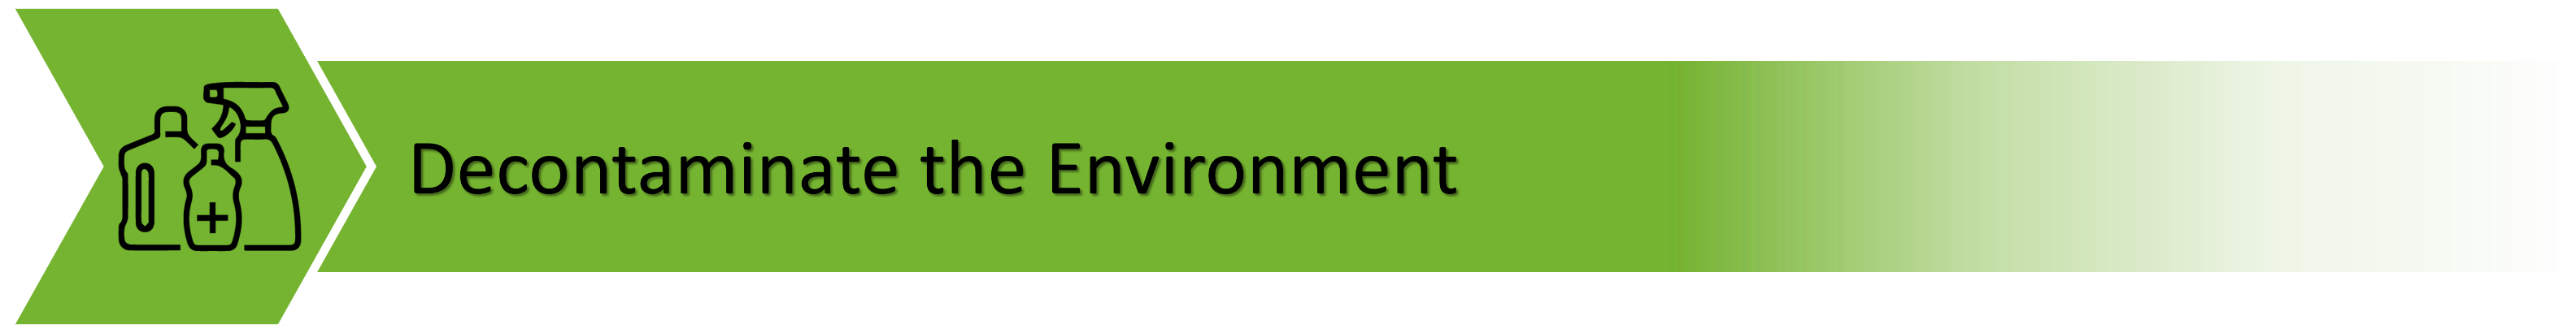 Decontaminate the Environment